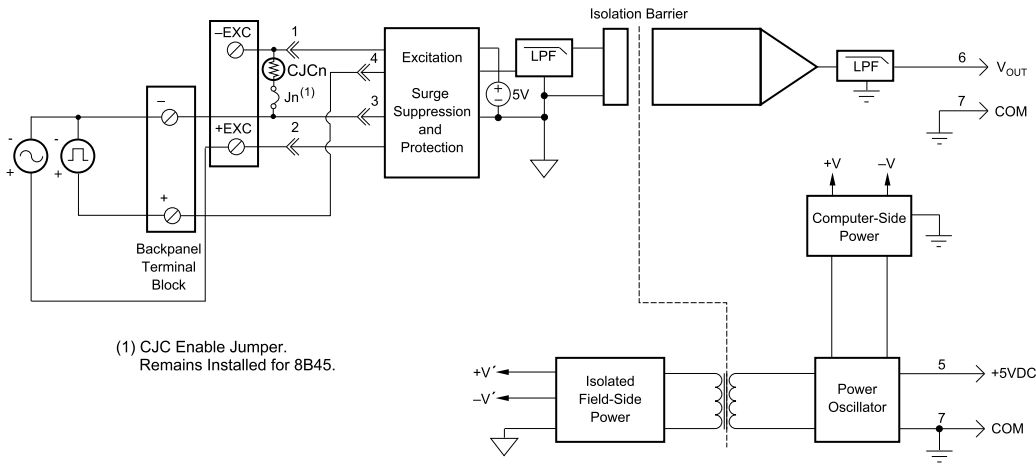 Isolation Barrier
–EXC
1
CJCn
Jn(1)
4
3
–
+EXC
2
-
+
-
+
+
Backpanel
Terminal
Block
Excitation
Surge
Suppression
and
Protection
+
–
5V
LPF
LPF
6
VOUT
7
COM
+V
–V
Computer-Side
Power
(1) CJC Enable Jumper.
Remains Installed for 8B45.
+V´
–V´
Isolated
Field-Side
Power
Power
Oscillator
5
+5VDC
7
COM